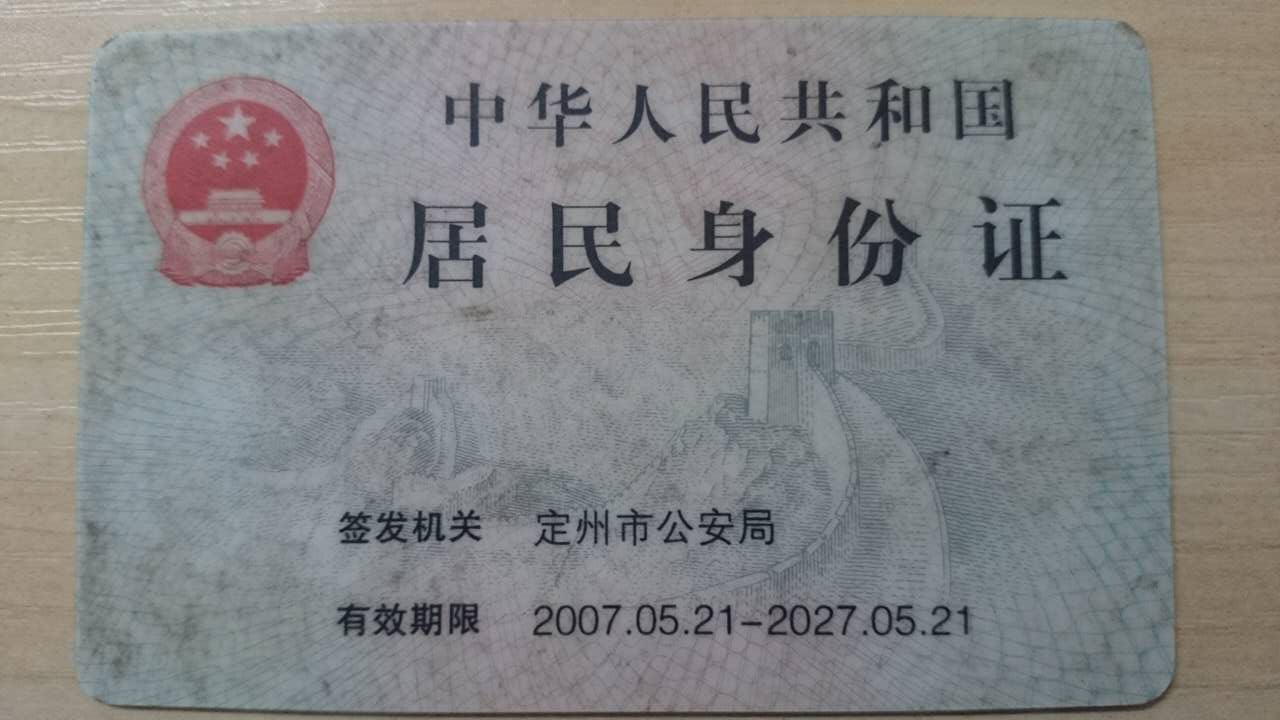 中华人民共和国
居民身份证
签发机关 定州市公安局
有效期限 2007.05.21-2027.05.21